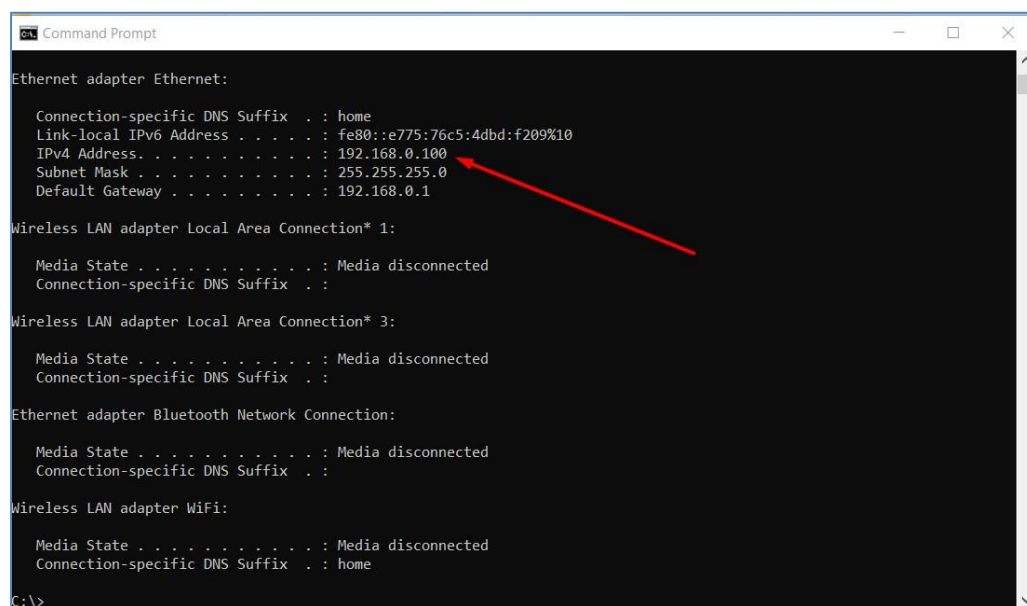 Command Prompt
Ethernet adapter Ethernet:
Connection-specific DNS Suffix  . : home
Link-local IPv6 Address . . . . . : fe80::e775:76c5:4dbd:f209%10
IPv4 Address. . . . . . . . . . . : 192.168.0.100
Subnet Mask . . . . . . . . . . . : 255.255.255.0
Default Gateway . . . . . . . . . : 192.168.0.1
Wireless LAN adapter Local Area Connection* 1:
Media State . . . . . . . . . . . : Media disconnected
Connection-specific DNS Suffix  . :
Wireless LAN adapter Local Area Connection* 3:
Media State . . . . . . . . . . . : Media disconnected
Connection-specific DNS Suffix  . :
Ethernet adapter Bluetooth Network Connection:
Media State . . . . . . . . . . . : Media disconnected
Connection-specific DNS Suffix  . :
Wireless LAN adapter WiFi:
Media State . . . . . . . . . . . : Media disconnected
Connection-specific DNS Suffix  . : home
C:\>